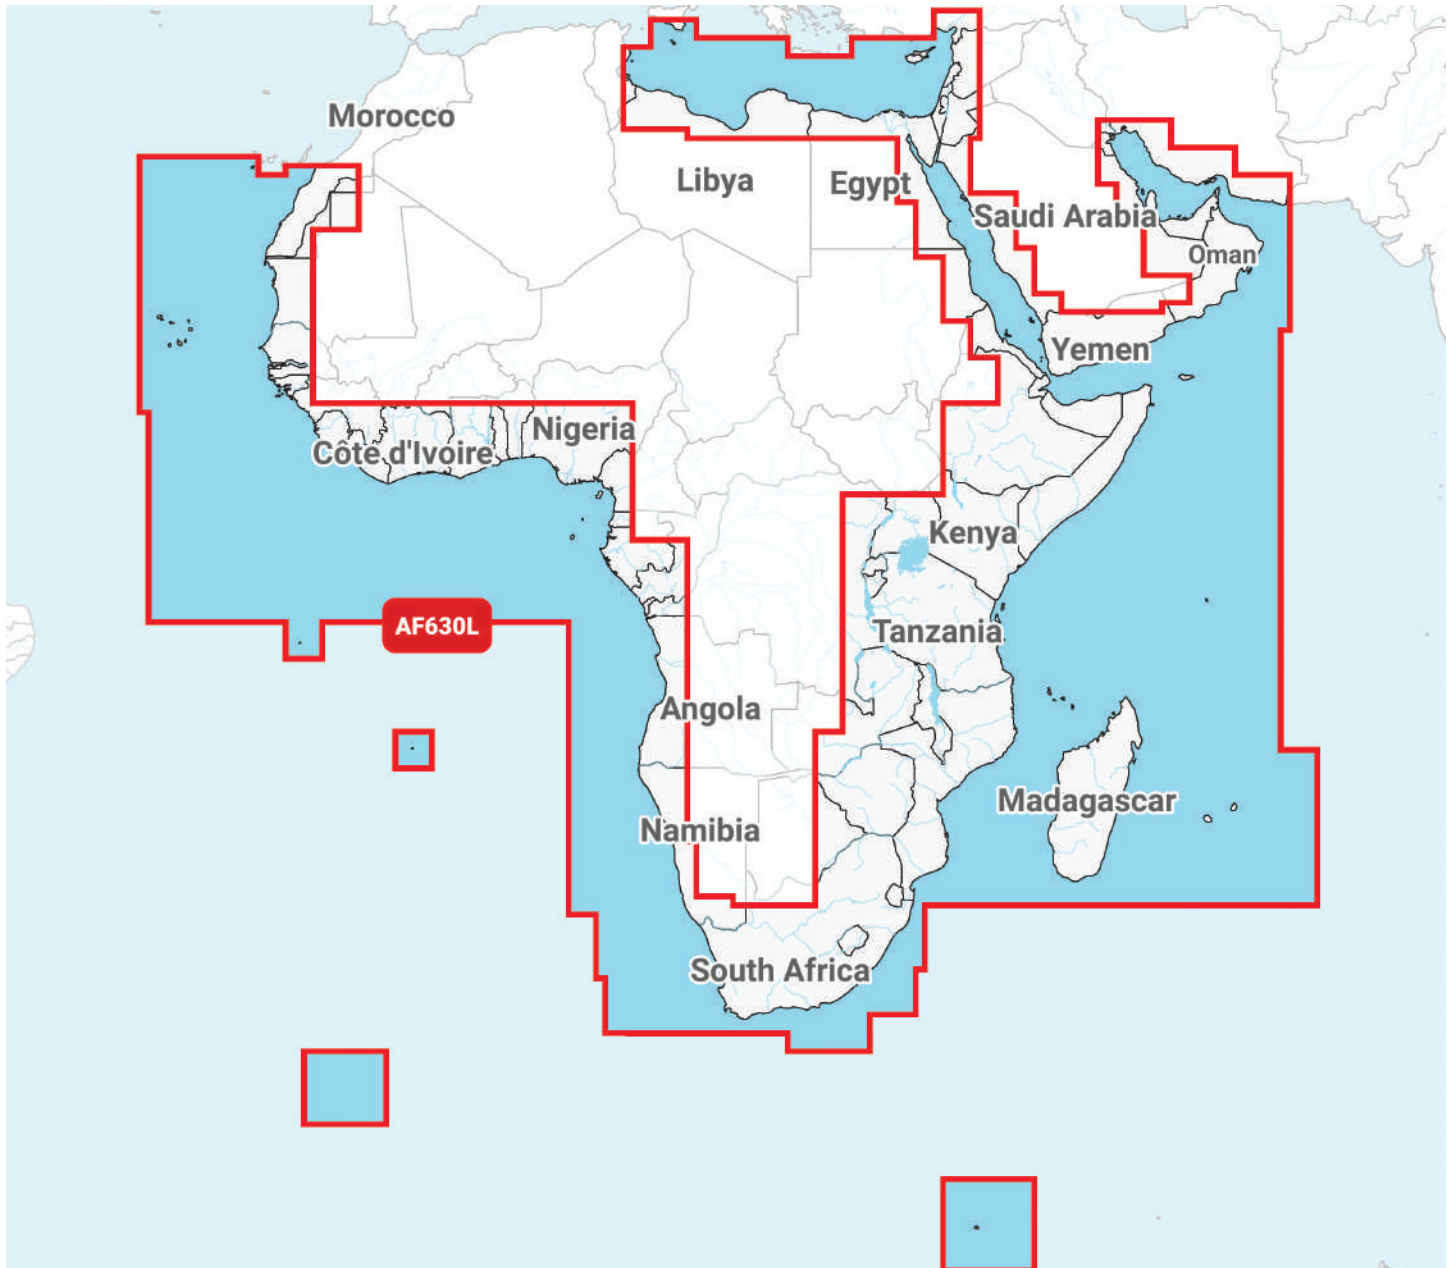 Morocco
Libya
Egypt
Saudi Arabia
Oman
Yemen
Nigeria
Côte d'Ivoire
Kenya
AF630L
Tanzania
Angola
Madagascar
Namibia
South Africa